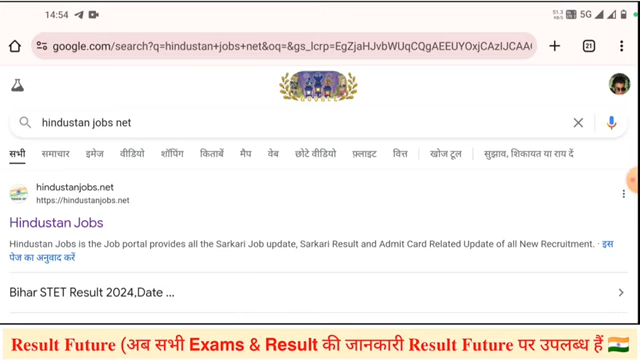 14:54
5G
google.com/search?q=hindustan+jobs+net&oq=&gs_lcrp=EgZjaHJvbWUqCQgAEEUYOxjCAzIJCAA
21
hindustan jobs net
सभी समाचार इमेज वीडियो शॉपिंग किताबें मैप वेब छोटे वीडियो फ़्लाइट वित्त खोज टूल सुझाव, शिकायत या राय दें
hindustanjobs.net
https://hindustanjobs.net
Hindustan Jobs
Hindustan Jobs is the Job portal provides all the Sarkari Job update, Sarkari Result and Admit Card Related Update of all New Recruitment. · इस
पेज का अनुवाद करें
Bihar STET Result 2024,Date ...
Result Future (अब सभी Exams & Result की जानकारी Result Future पर उपलब्ध हैं